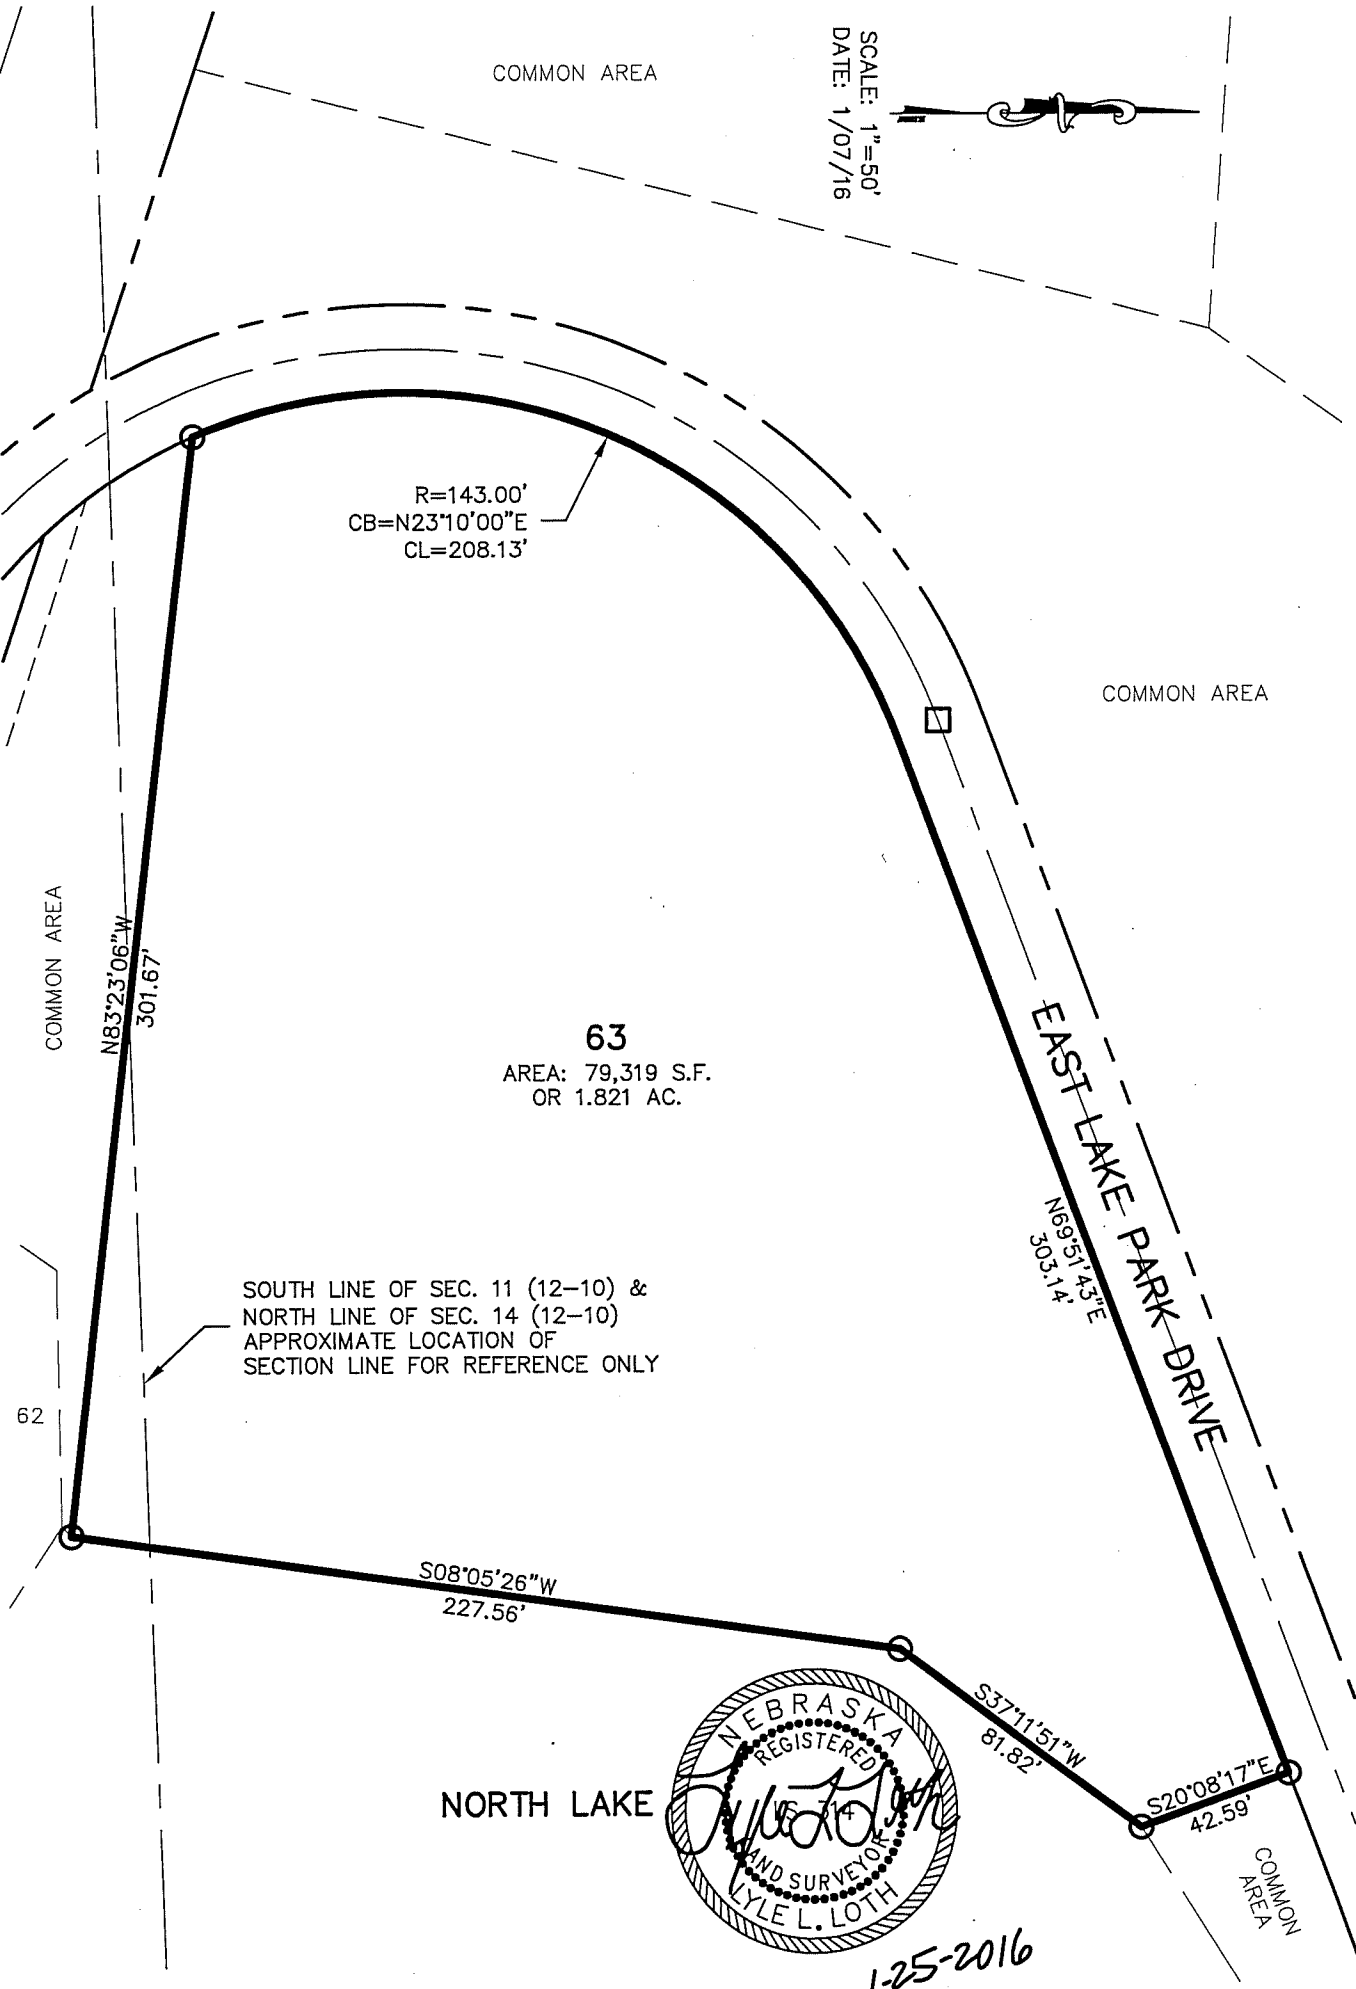 COMMON AREA
SCALE: 1"=50'
DATE: 1/07/16
R=143.00'
CB=N23°10'00"E
CL=208.13'
COMMON AREA
COMMON AREA
N83°23'06"W
301.67'
63
AREA: 79,319 S.F.
OR 1.821 AC.
EAST LAKE PARK DRIVE
N69°51'43"E
303.14'
SOUTH LINE OF SEC. 11 (12–10) &
NORTH LINE OF SEC. 14 (12–10)
APPROXIMATE LOCATION OF
SECTION LINE FOR REFERENCE ONLY
62
S08°05'26"W
227.56'
S37°11'51"W
81.82'
S20°08'17"E
42.59'
NORTH LAKE
NEBRASKA
REGISTERED
314
LAND SURVEYOR
LYLE L. LOTH
Lyle L. Loth
COMMON
AREA
1-25-2016